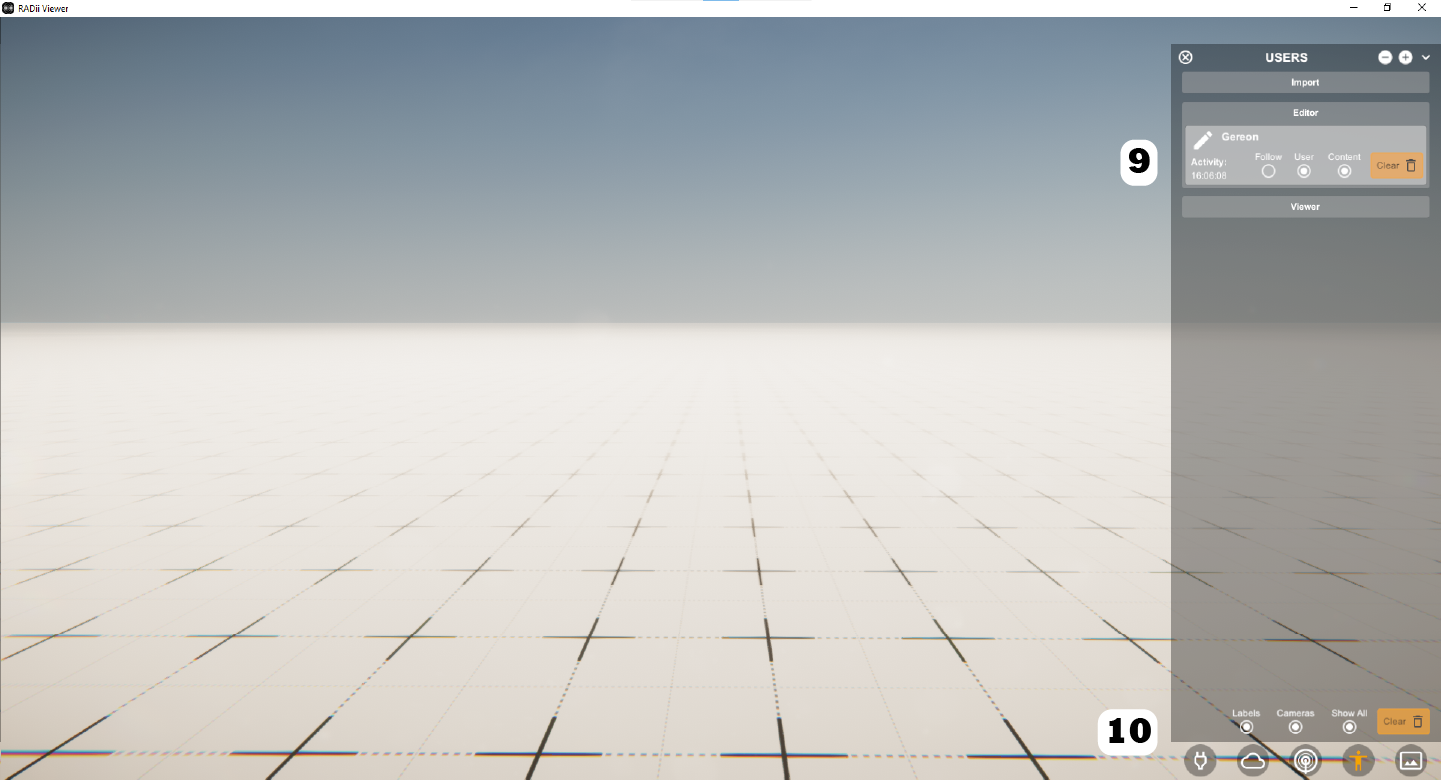 RADii Viewer
USERS
Import
Editor
Gereon
9
Activity:
Follow User Content
Clear
16:06:08
Viewer
Labels Cameras Show All
Clear
10